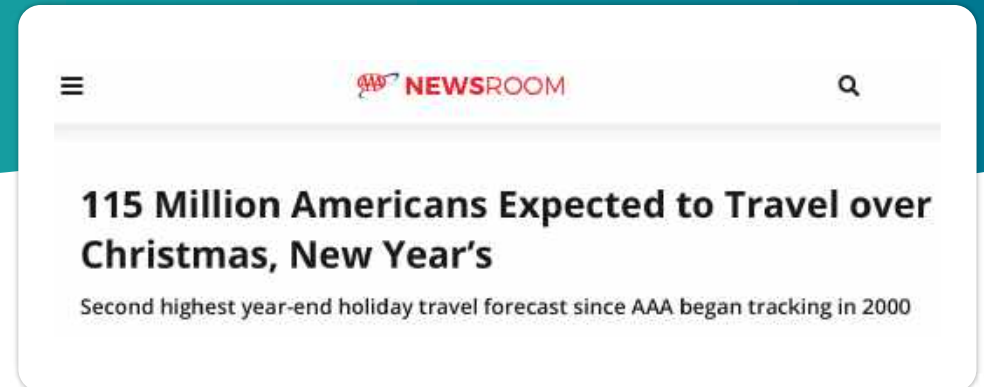 AAA NEWSROOM
115 Million Americans Expected to Travel over
Christmas, New Year’s
Second highest year-end holiday travel forecast since AAA began tracking in 2000